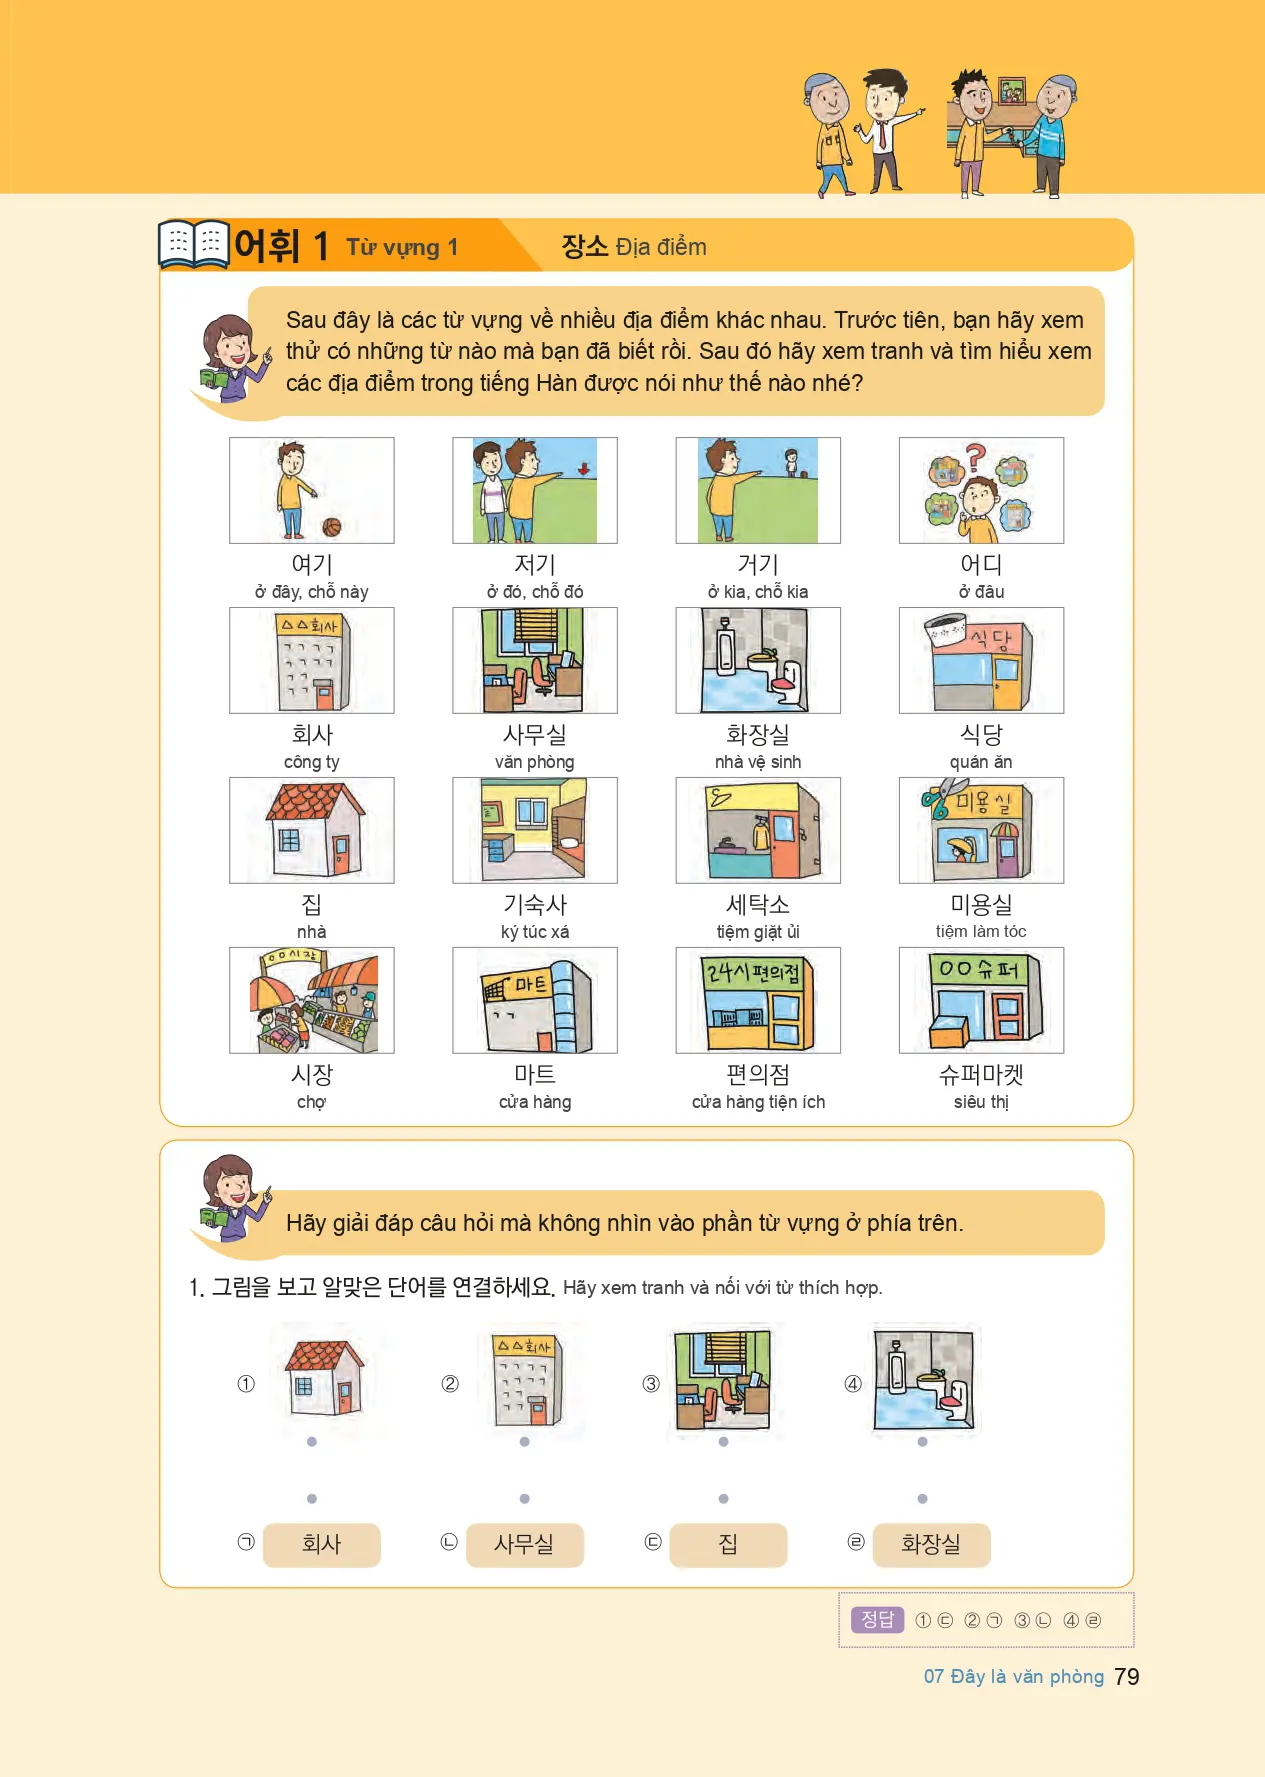 어휘 1 Từ vựng 1 장소 Địa điểm
Sau đây là các từ vựng về nhiều địa điểm khác nhau. Trước tiên, bạn hãy xem
thử có những từ nào mà bạn đã biết rồi. Sau đó hãy xem tranh và tìm hiểu xem
các địa điểm trong tiếng Hàn được nói như thế nào nhé?
?
여기 저기 거기 어디
ở đây, chỗ này ở đó, chỗ đó ở kia, chỗ kia ở đâu
△△회사 식당
회사 사무실 화장실 식당
công ty văn phòng nhà vệ sinh quán ăn
미용실
집 기숙사 세탁소 미용실
nhà ký túc xá tiệm giặt ủi tiệm làm tóc
○○시장 마트 24시편의점 ○○슈퍼
시장 마트 편의점 슈퍼마켓
chợ cửa hàng cửa hàng tiện ích siêu thị
Hãy giải đáp câu hỏi mà không nhìn vào phần từ vựng ở phía trên.
1. 그림을 보고 알맞은 단어를 연결하세요. Hãy xem tranh và nối với từ thích hợp.
△△회사
① ② ③ ④
㉠ 회사 ㉡ 사무실 ㉢ 집 ㉣ 화장실
정답 ① ㉢ ② ㉠ ③ ㉡ ④ ㉣
07 Đây là văn phòng 79